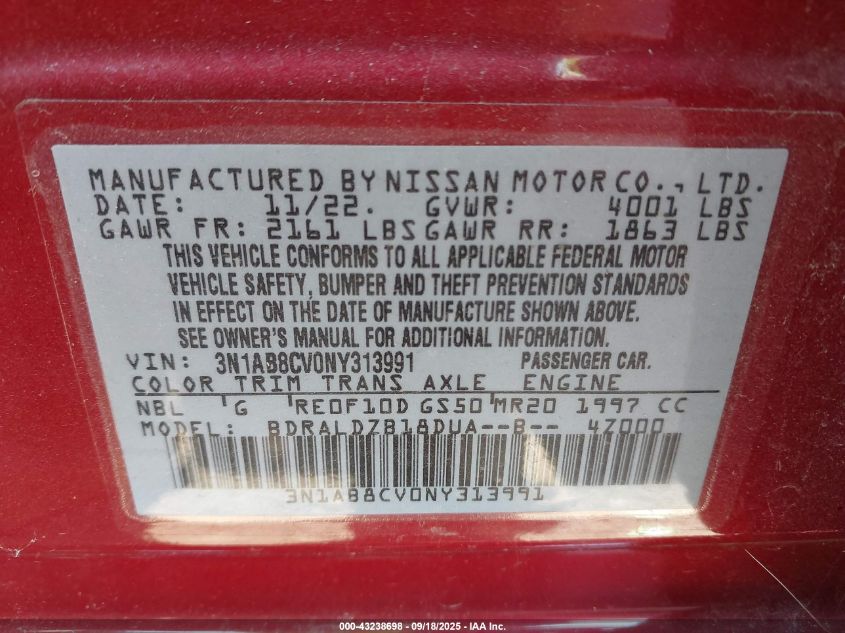 MANUFACTURED BY NISSAN MOTOR CO., LTD.
DATE: 11/22. GVWR: 4001 LBS
GAWR FR: 2161 LBS GAWR RR: 1863 LBS
THIS VEHICLE CONFORMS TO ALL APPLICABLE FEDERAL MOTOR
VEHICLE SAFETY, BUMPER AND THEFT PREVENTION STANDARDS
IN EFFECT ON THE DATE OF MANUFACTURE SHOWN ABOVE.
SEE OWNER'S MANUAL FOR ADDITIONAL INFORMATION.
VIN: 3N1AB8CV0NY313991 PASSENGER CAR.
COLOR TRIM TRANS AXLE ENGINE
NBL G RE0F10D GS50 MR20 1997 CC
MODEL: BDRALDZB18DUA--B-- 4Z000
3N1AB8CV0NY313991
000-43238698 - 09/18/2025 - IAA Inc.